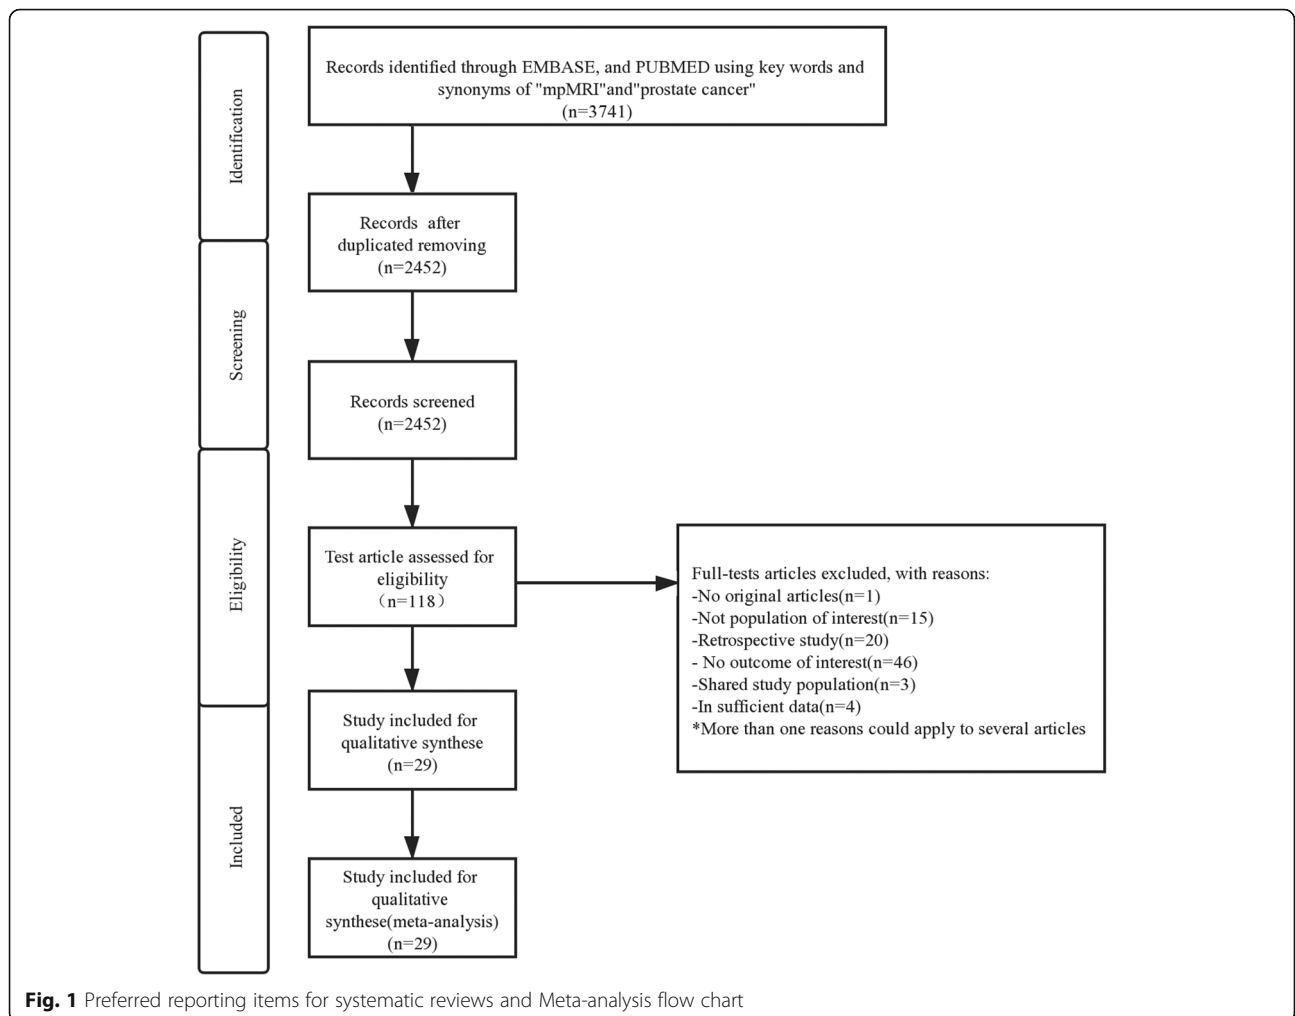 Identification
Records identified through EMBASE, and PUBMED using key words and
synonyms of "mpMRI"and"prostate cancer"
(n=3741)
Records  after
duplicated removing
(n=2452)
Screening
Records screened
(n=2452)
Eligibility
Test article assessed for
eligibility
（n=118）
Full-tests articles excluded, with reasons:
-No original articles(n=1)
-Not population of interest(n=15)
-Retrospective study(n=20)
- No outcome of interest(n=46)
-Shared study population(n=3)
-In sufficient data(n=4)
*More than one reasons could apply to several articles
Included
Study included for
qualitative synthese
(n=29)
Study included for
qualitative
synthese(meta-analysis)
(n=29)
Fig. 1 Preferred reporting items for systematic reviews and Meta-analysis flow chart